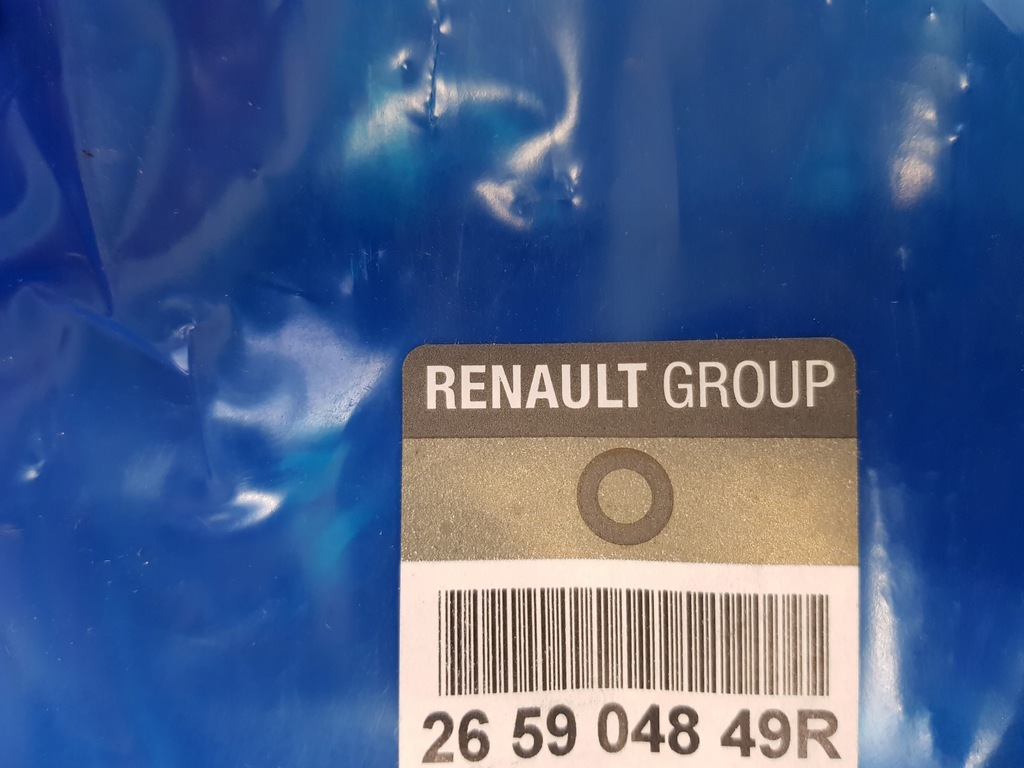 RENAULT GROUP
26 59 048 49R